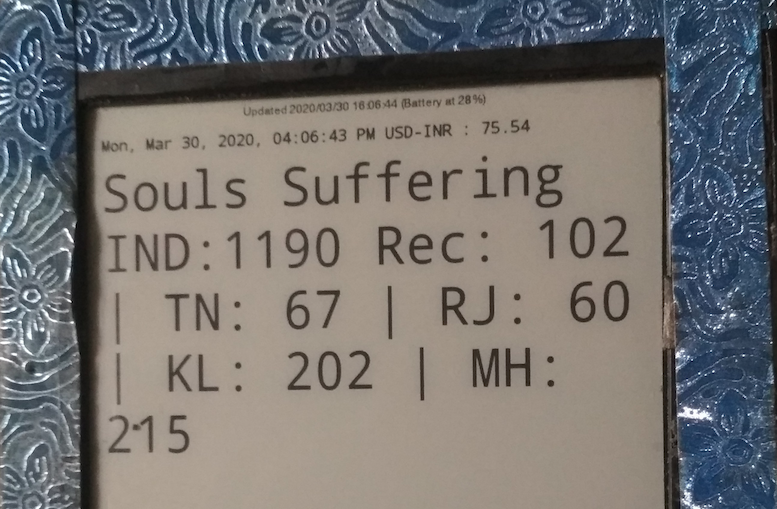 Updated 2020/03/30 16:06:44 (Battery at 28%)
Mon, Mar 30, 2020, 04:06:43 PM USD-INR : 75.54
Souls Suffering
IND:1190 Rec: 102
| TN: 67 | RJ: 60
| KL: 202 | MH:
215